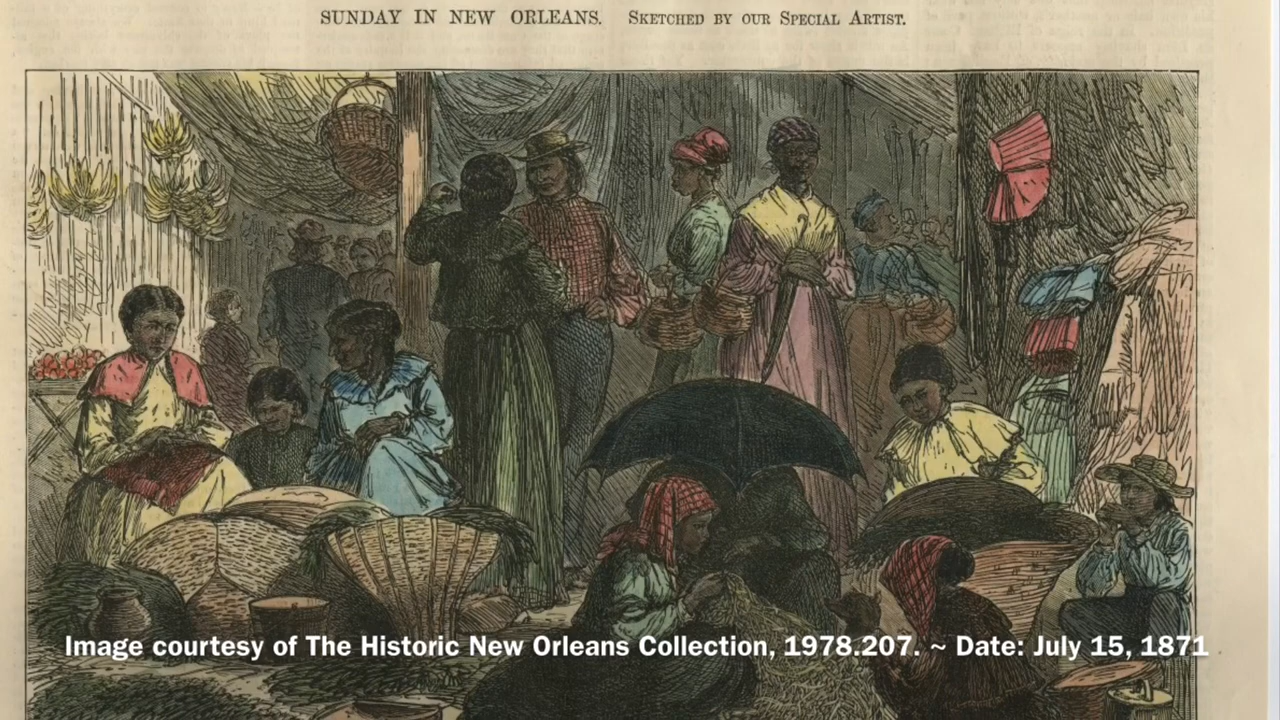 SUNDAY IN NEW ORLEANS. SKETCHED BY OUR SPECIAL ARTIST.
Image courtesy of The Historic New Orleans Collection, 1978.207. ~ Date: July 15, 1871